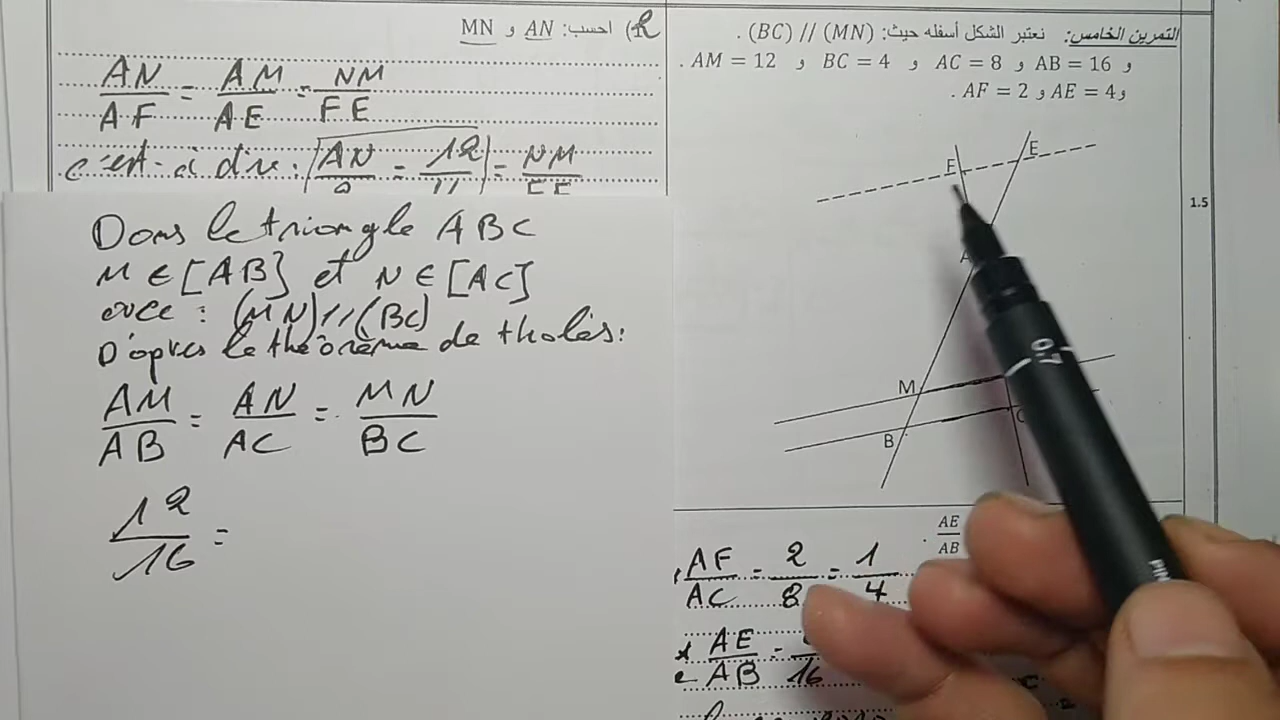 التمرين الخامس: نعتبر الشكل أسفله حيث: (BC) // (MN) .
و AB = 16 و AC = 8 و BC = 4 و AM = 12 .
و AE = 4 و AF = 2 .
1.5
F
E
A
M
B
C
AE/AB .
AF/AC = 2/8 = 1/4
AE/AB = /16
احسب: AN و MN
AN/AF = AM/AE = NM/FE
c'est-à dire: AN/2 = 12/4 = NM/FE
Dans le triangle ABC
M ∈ [AB] et N ∈ [AC]
avec : (MN)//(BC)
D'après le théorème de thalès:
AM/AB = AN/AC = MN/BC
12/16 =
0.7